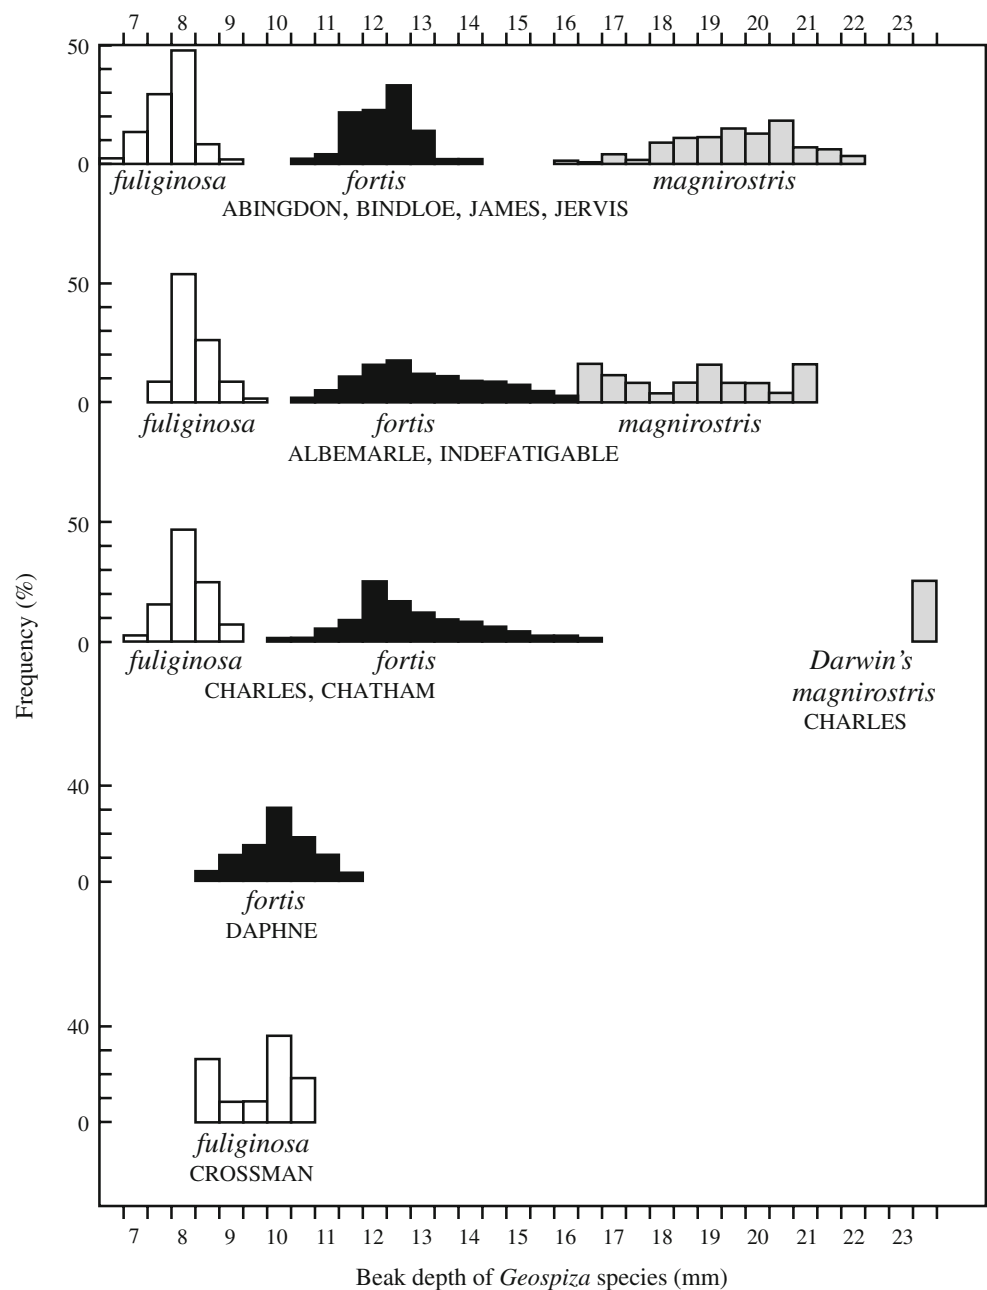 7 8 9 10 11 12 13 14 15 16 17 18 19 20 21 22 23
50
0
fuliginosa fortis magnirostris
ABINGDON, BINDLOE, JAMES, JERVIS
50
0
fuliginosa fortis magnirostris
ALBEMARLE, INDEFATIGABLE
50
0
fuliginosa fortis Darwin's
magnirostris
CHARLES, CHATHAM
CHARLES
Frequency (%)
40
0
fortis
DAPHNE
40
0
fuliginosa
CROSSMAN
7 8 9 10 11 12 13 14 15 16 17 18 19 20 21 22 23
Beak depth of Geospiza species (mm)